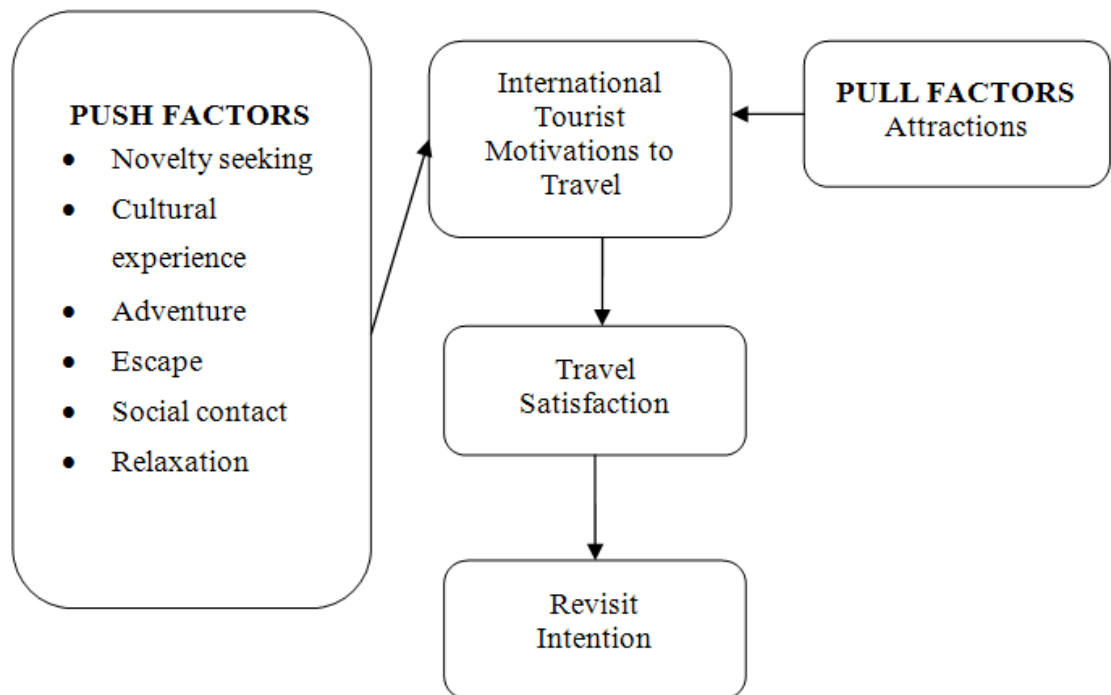 PUSH FACTORS
• Novelty seeking
• Cultural
experience
• Adventure
• Escape
• Social contact
• Relaxation
International
Tourist
Motivations to
Travel
PULL FACTORS
Attractions
Travel
Satisfaction
Revisit
Intention